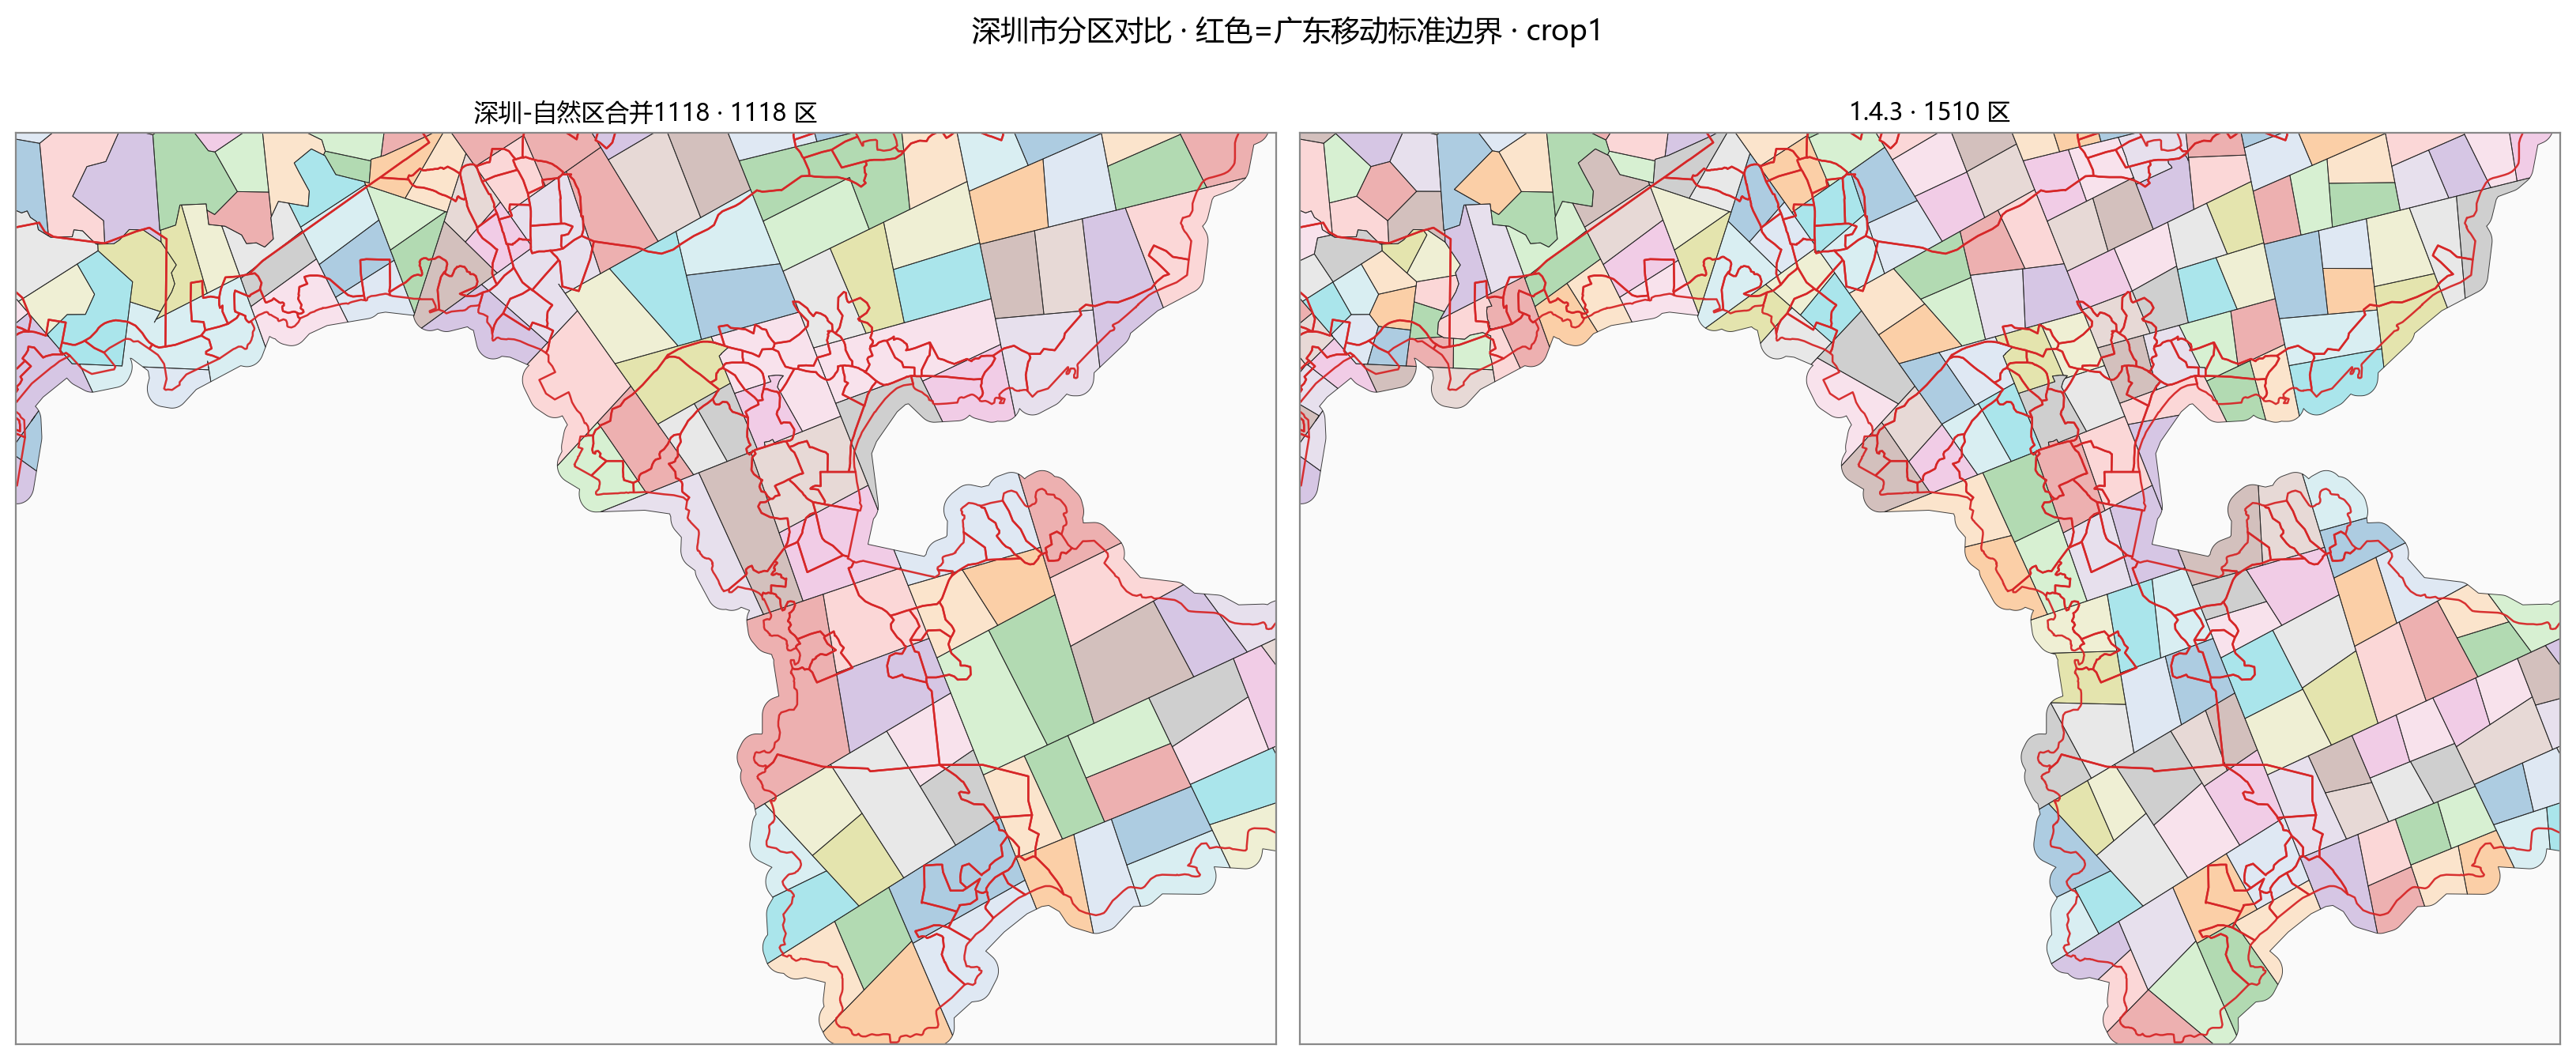 深圳市分区对比 · 红色=广东移动标准边界 · crop1
深圳-自然区合并1118 · 1118 区
1.4.3 · 1510 区